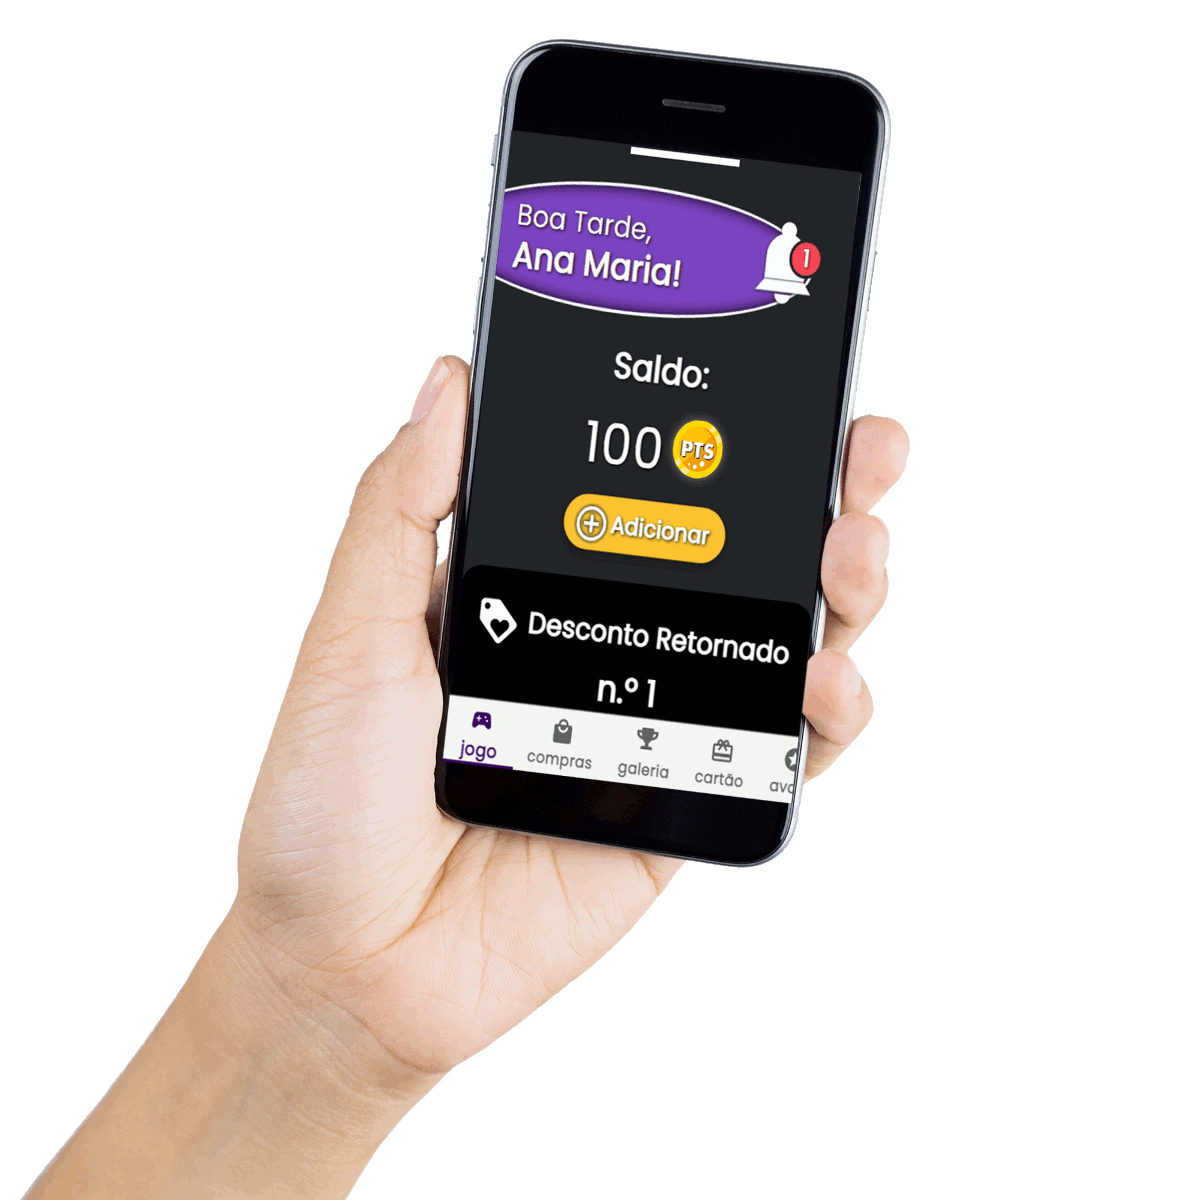 Boa Tarde,
Ana Maria!
1
Saldo:
100 PTS
Adicionar
Desconto Retornado
n.º 1
jogo compras galeria cartão